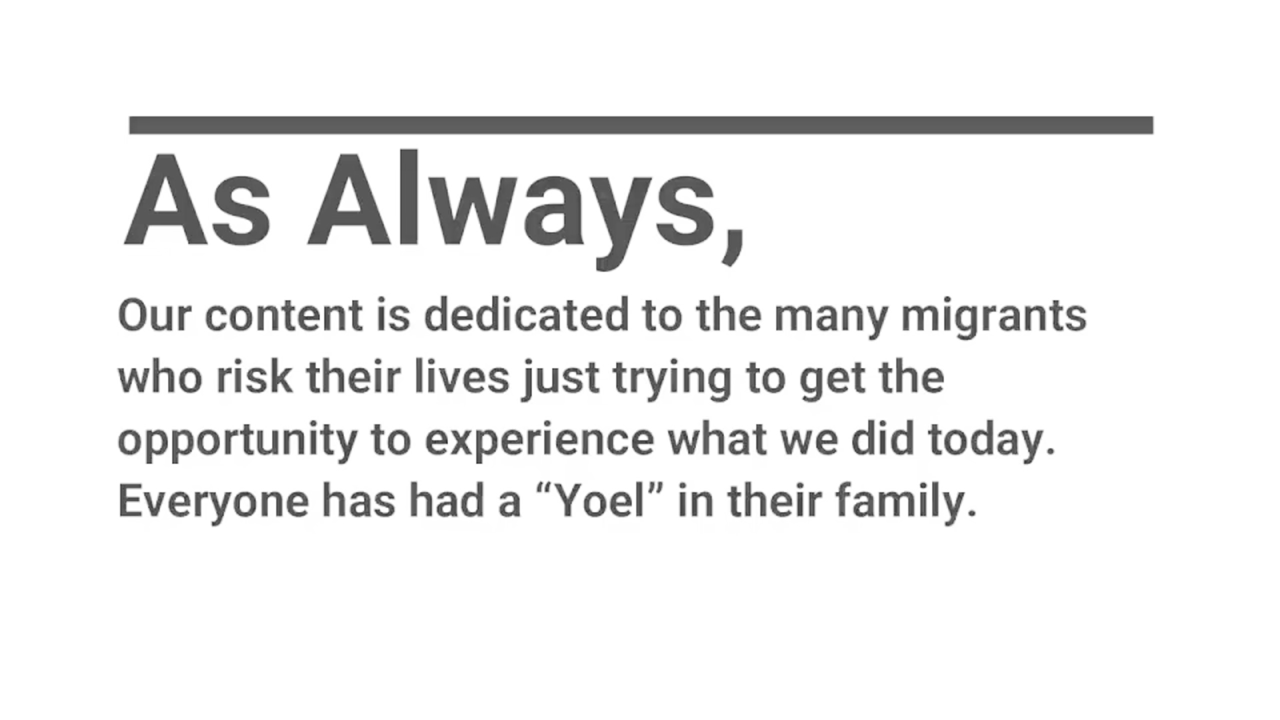 As Always,
Our content is dedicated to the many migrants
who risk their lives just trying to get the
opportunity to experience what we did today.
Everyone has had a “Yoel” in their family.